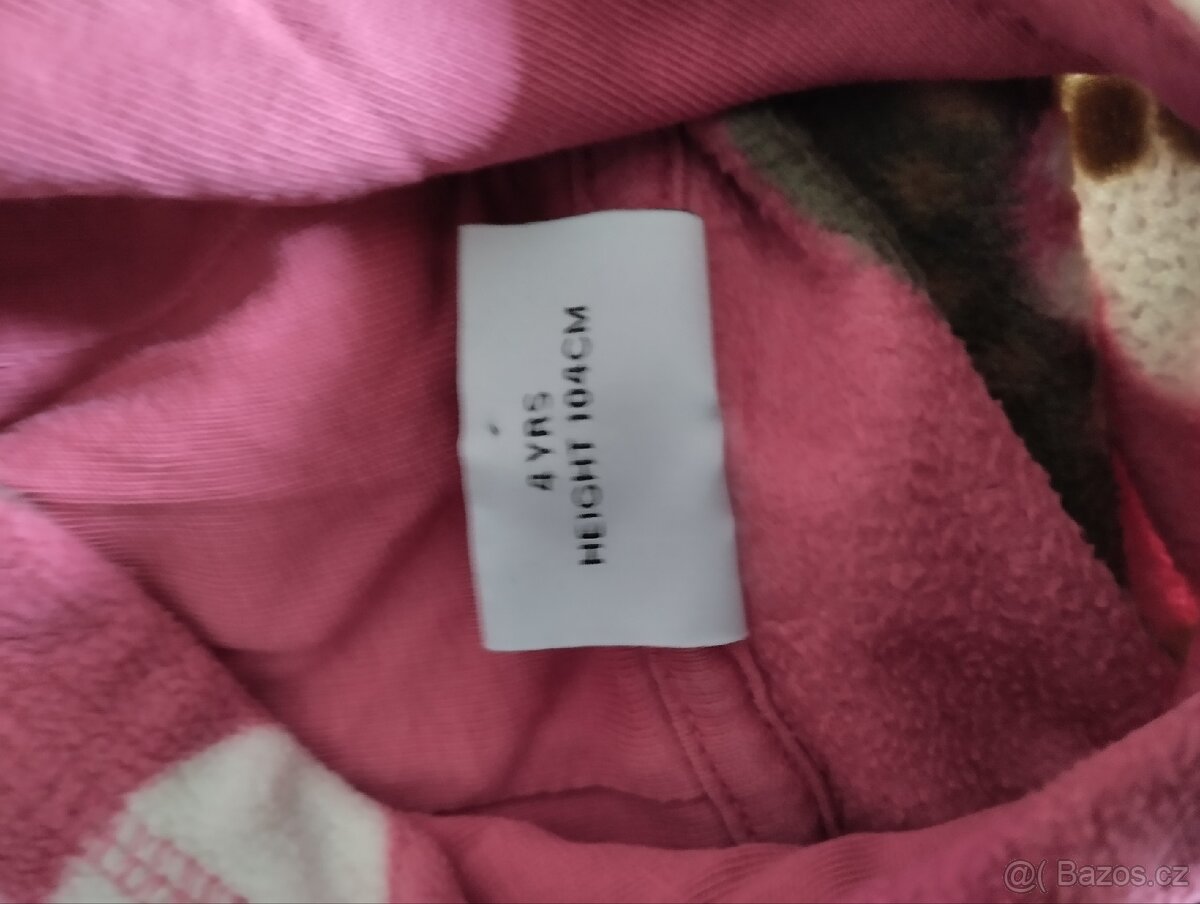 4 YRS
HEIGHT 104CM
@( Bazos.cz